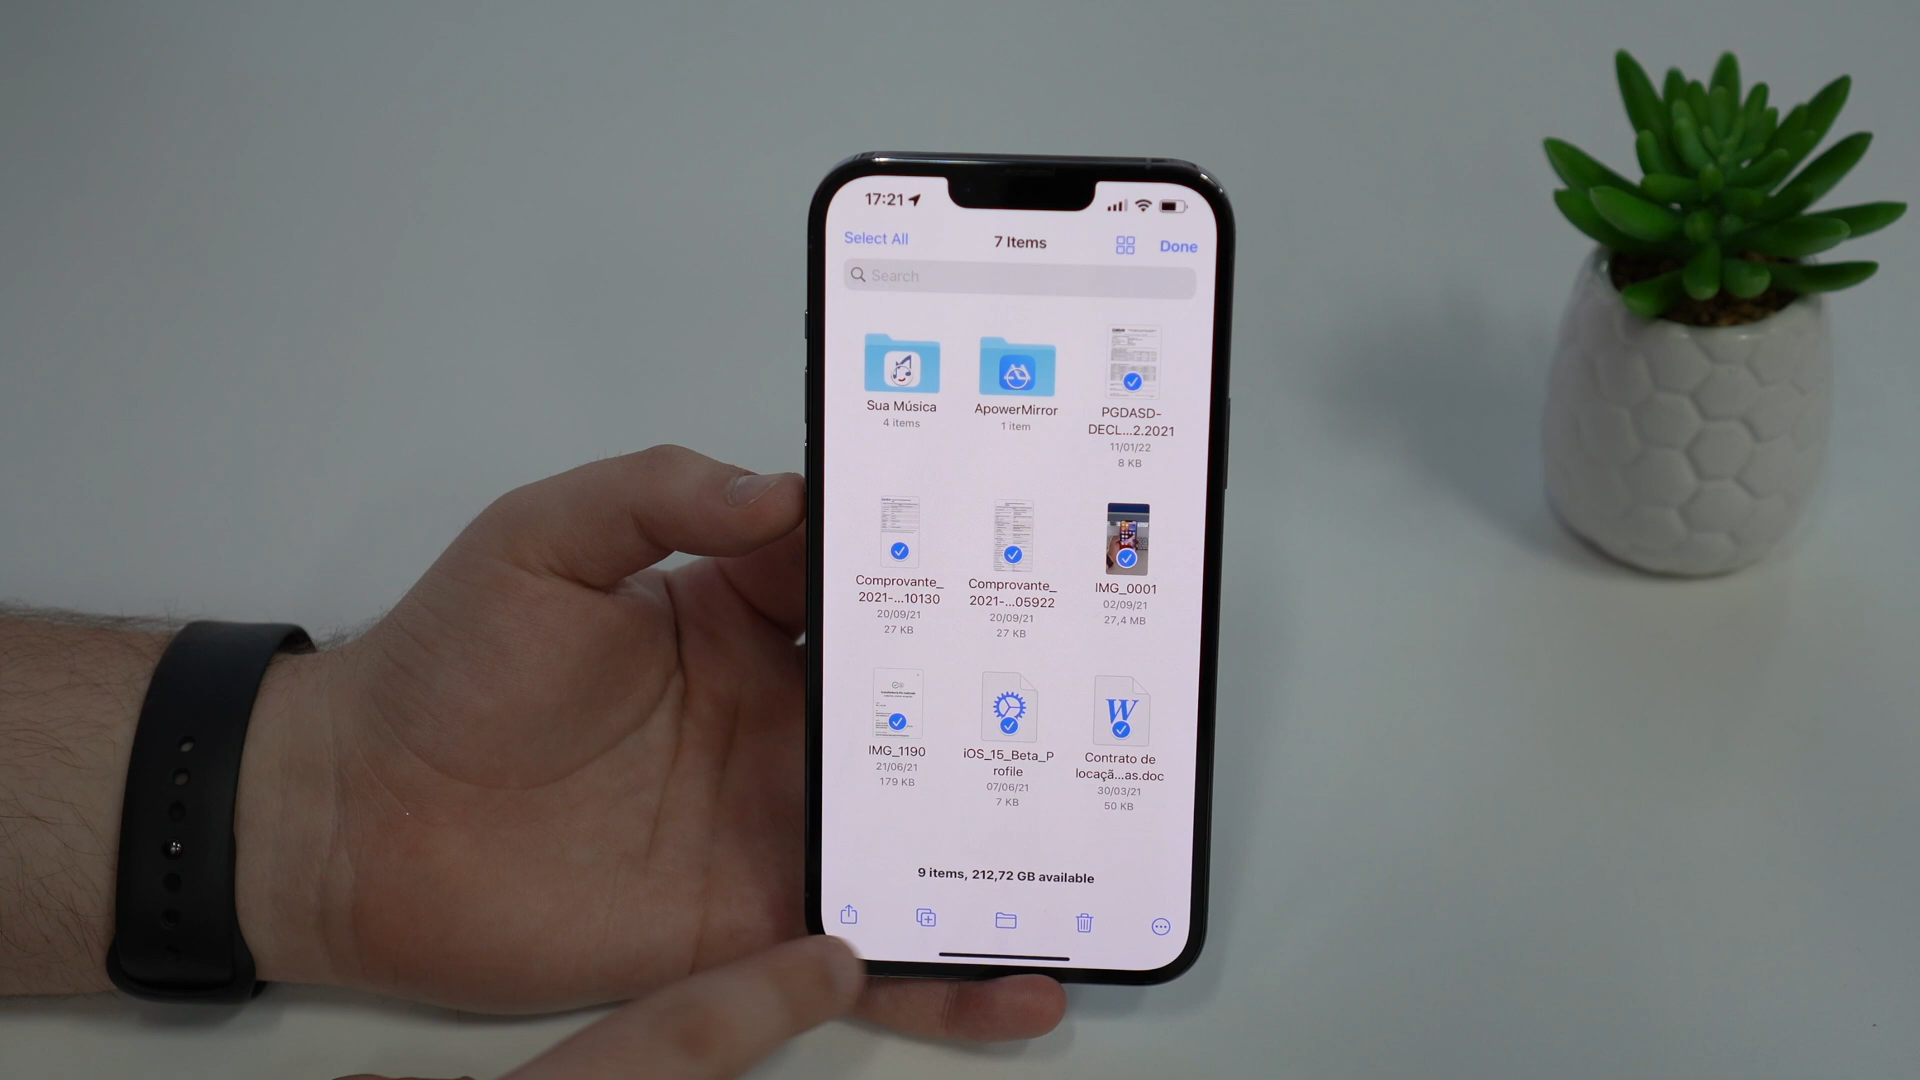 17:21
Select All
7 Items
Done
Search
Sua Música
4 items
ApowerMirror
1 item
PGDASD-
DECL...2.2021
11/01/22
8 KB
Comprovante_
2021-...10130
20/09/21
27 KB
Comprovante_
2021-...05922
20/09/21
27 KB
IMG_0001
02/09/21
27,4 MB
IMG_1190
21/06/21
179 KB
iOS_15_Beta_P
rofile
07/06/21
7 KB
W
Contrato de
locaçã...as.doc
30/03/21
50 KB
9 items, 212,72 GB available